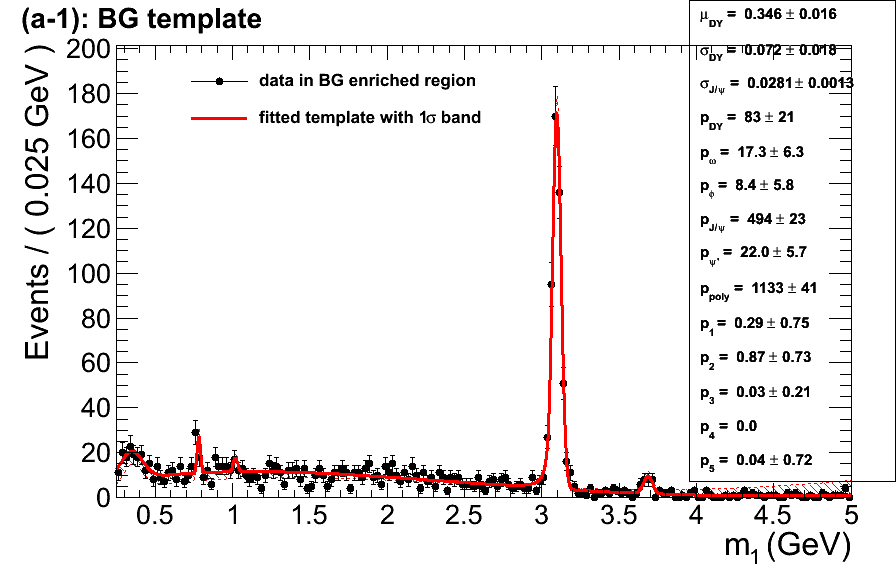 (a-1): BG template
μDY = 0.346 ± 0.016
σDY = 0.072 ± 0.018
σJ/ψ = 0.0281 ± 0.0013
pDY = 83 ± 21
pω = 17.3 ± 6.3
pϕ = 8.4 ± 5.8
pJ/ψ = 494 ± 23
pψ' = 22.0 ± 5.7
ppoly = 1133 ± 41
p1 = 0.29 ± 0.75
p2 = 0.87 ± 0.73
p3 = 0.03 ± 0.21
p4 = 0.0
p5 = 0.04 ± 0.72
data in BG enriched region
fitted template with 1σ band
Events / ( 0.025 GeV )
200
180
160
140
120
100
80
60
40
20
0
0.5 1 1.5 2 2.5 3 3.5 4 4.5 5
m1 (GeV)